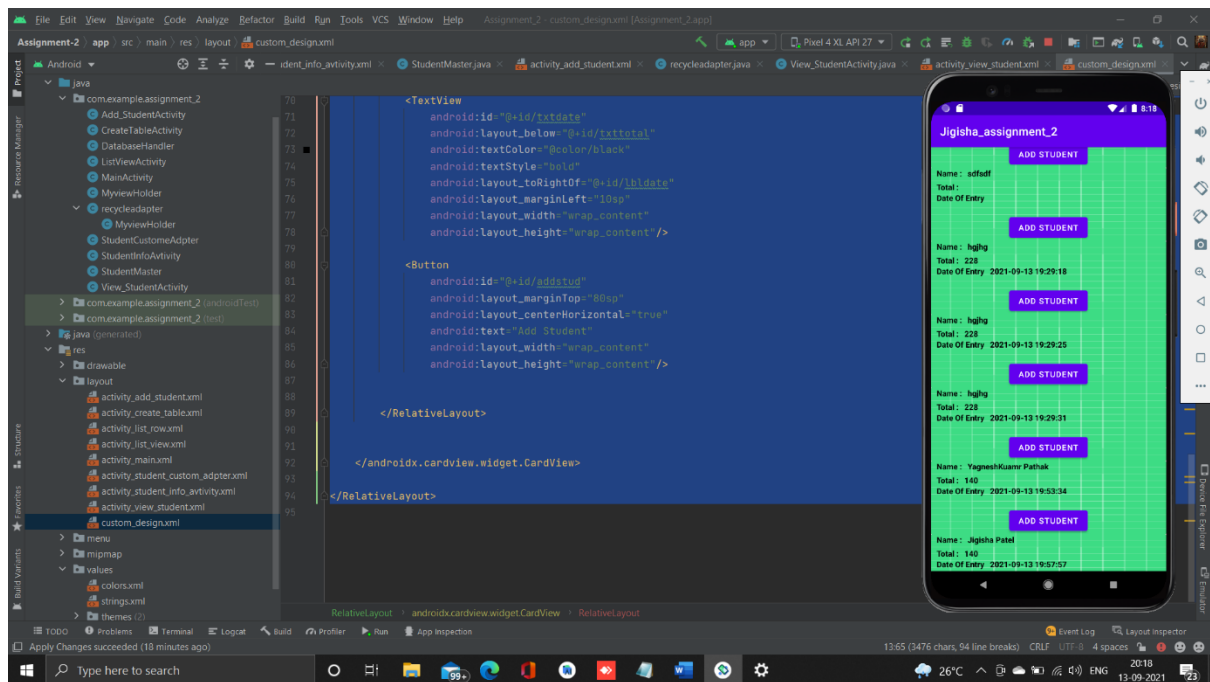 File Edit View Navigate Code Analyze Refactor Build Run Tools VCS Window Help Assignment_2 - custom_design.xml [Assignment_2.app]
Assignment-2 app src main res layout custom_design.xml
app Pixel 4 XL API 27
Android
ident_info_avtivity.xml StudentMaster.java activity_add_student.xml recycleadapter.java View_StudentActivity.java activity_view_student.xml custom_design.xml
Project
Resource Manager
Structure
Favorites
Build Variants
java
com.example.assignment_2
Add_StudentActivity
CreateTableActivity
DatabaseHandler
ListViewActivity
MainActivity
MyviewHolder
recycleadapter
MyviewHolder
StudentCustomeAdpter
StudentInfoAvtivity
StudentMaster
View_StudentActivity
com.example.assignment_2 (androidTest)
com.example.assignment_2 (test)
java (generated)
res
drawable
layout
activity_add_student.xml
activity_create_table.xml
activity_list_row.xml
activity_list_view.xml
activity_main.xml
activity_student_custom_adpter.xml
activity_student_info_avtivity.xml
activity_view_student.xml
custom_design.xml
menu
mipmap
values
colors.xml
strings.xml
themes (2)
70 <TextView
71 android:id="@+id/txtdate"
72 android:layout_below="@+id/txttotal"
73 android:textColor="@color/black"
74 android:textStyle="bold"
75 android:layout_toRightOf="@+id/lbldate"
76 android:layout_marginLeft="10sp"
77 android:layout_width="wrap_content"
78 android:layout_height="wrap_content"/>
79
80 <Button
81 android:id="@+id/addstud"
82 android:layout_marginTop="80sp"
83 android:layout_centerHorizontal="true"
84 android:text="Add Student"
85 android:layout_width="wrap_content"
86 android:layout_height="wrap_content"/>
87
88
89 </RelativeLayout>
90
91
92 </androidx.cardview.widget.CardView>
93
94 </RelativeLayout>
95
RelativeLayout androidx.cardview.widget.CardView RelativeLayout
8:18
Jigisha_assignment_2
ADD STUDENT
Name : sdfsdf
Total :
Date Of Entry
ADD STUDENT
Name : hgjhg
Total : 228
Date Of Entry 2021-09-13 19:29:18
ADD STUDENT
Name : hgjhg
Total : 228
Date Of Entry 2021-09-13 19:29:25
ADD STUDENT
Name : hgjhg
Total : 228
Date Of Entry 2021-09-13 19:29:31
ADD STUDENT
Name : YagneshKuamr Pathak
Total : 140
Date Of Entry 2021-09-13 19:53:34
ADD STUDENT
Name : Jigisha Patel
Total : 140
Date Of Entry 2021-09-13 19:57:57
Device File Explorer
Emulator
TODO Problems Terminal Logcat Build Profiler Run App Inspection Event Log Layout Inspector
Apply Changes succeeded (18 minutes ago) 13:65 (3476 chars, 94 line breaks) CRLF UTF-8 4 spaces
Type here to search 99+ 26°C ENG 20:18
13-09-2021 23